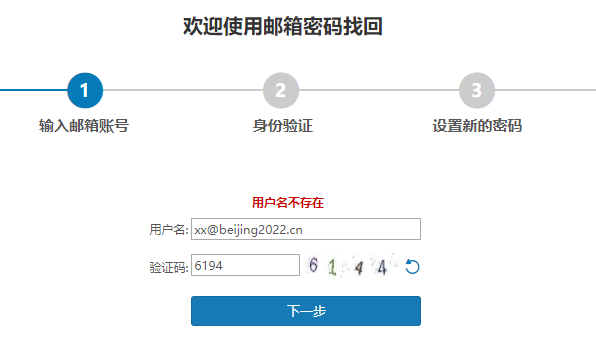 欢迎使用邮箱密码找回
1 2 3
输入邮箱账号 身份验证 设置新的密码
用户名不存在
用户名: xx@beijing2022.cn
验证码: 6194 6144
下一步